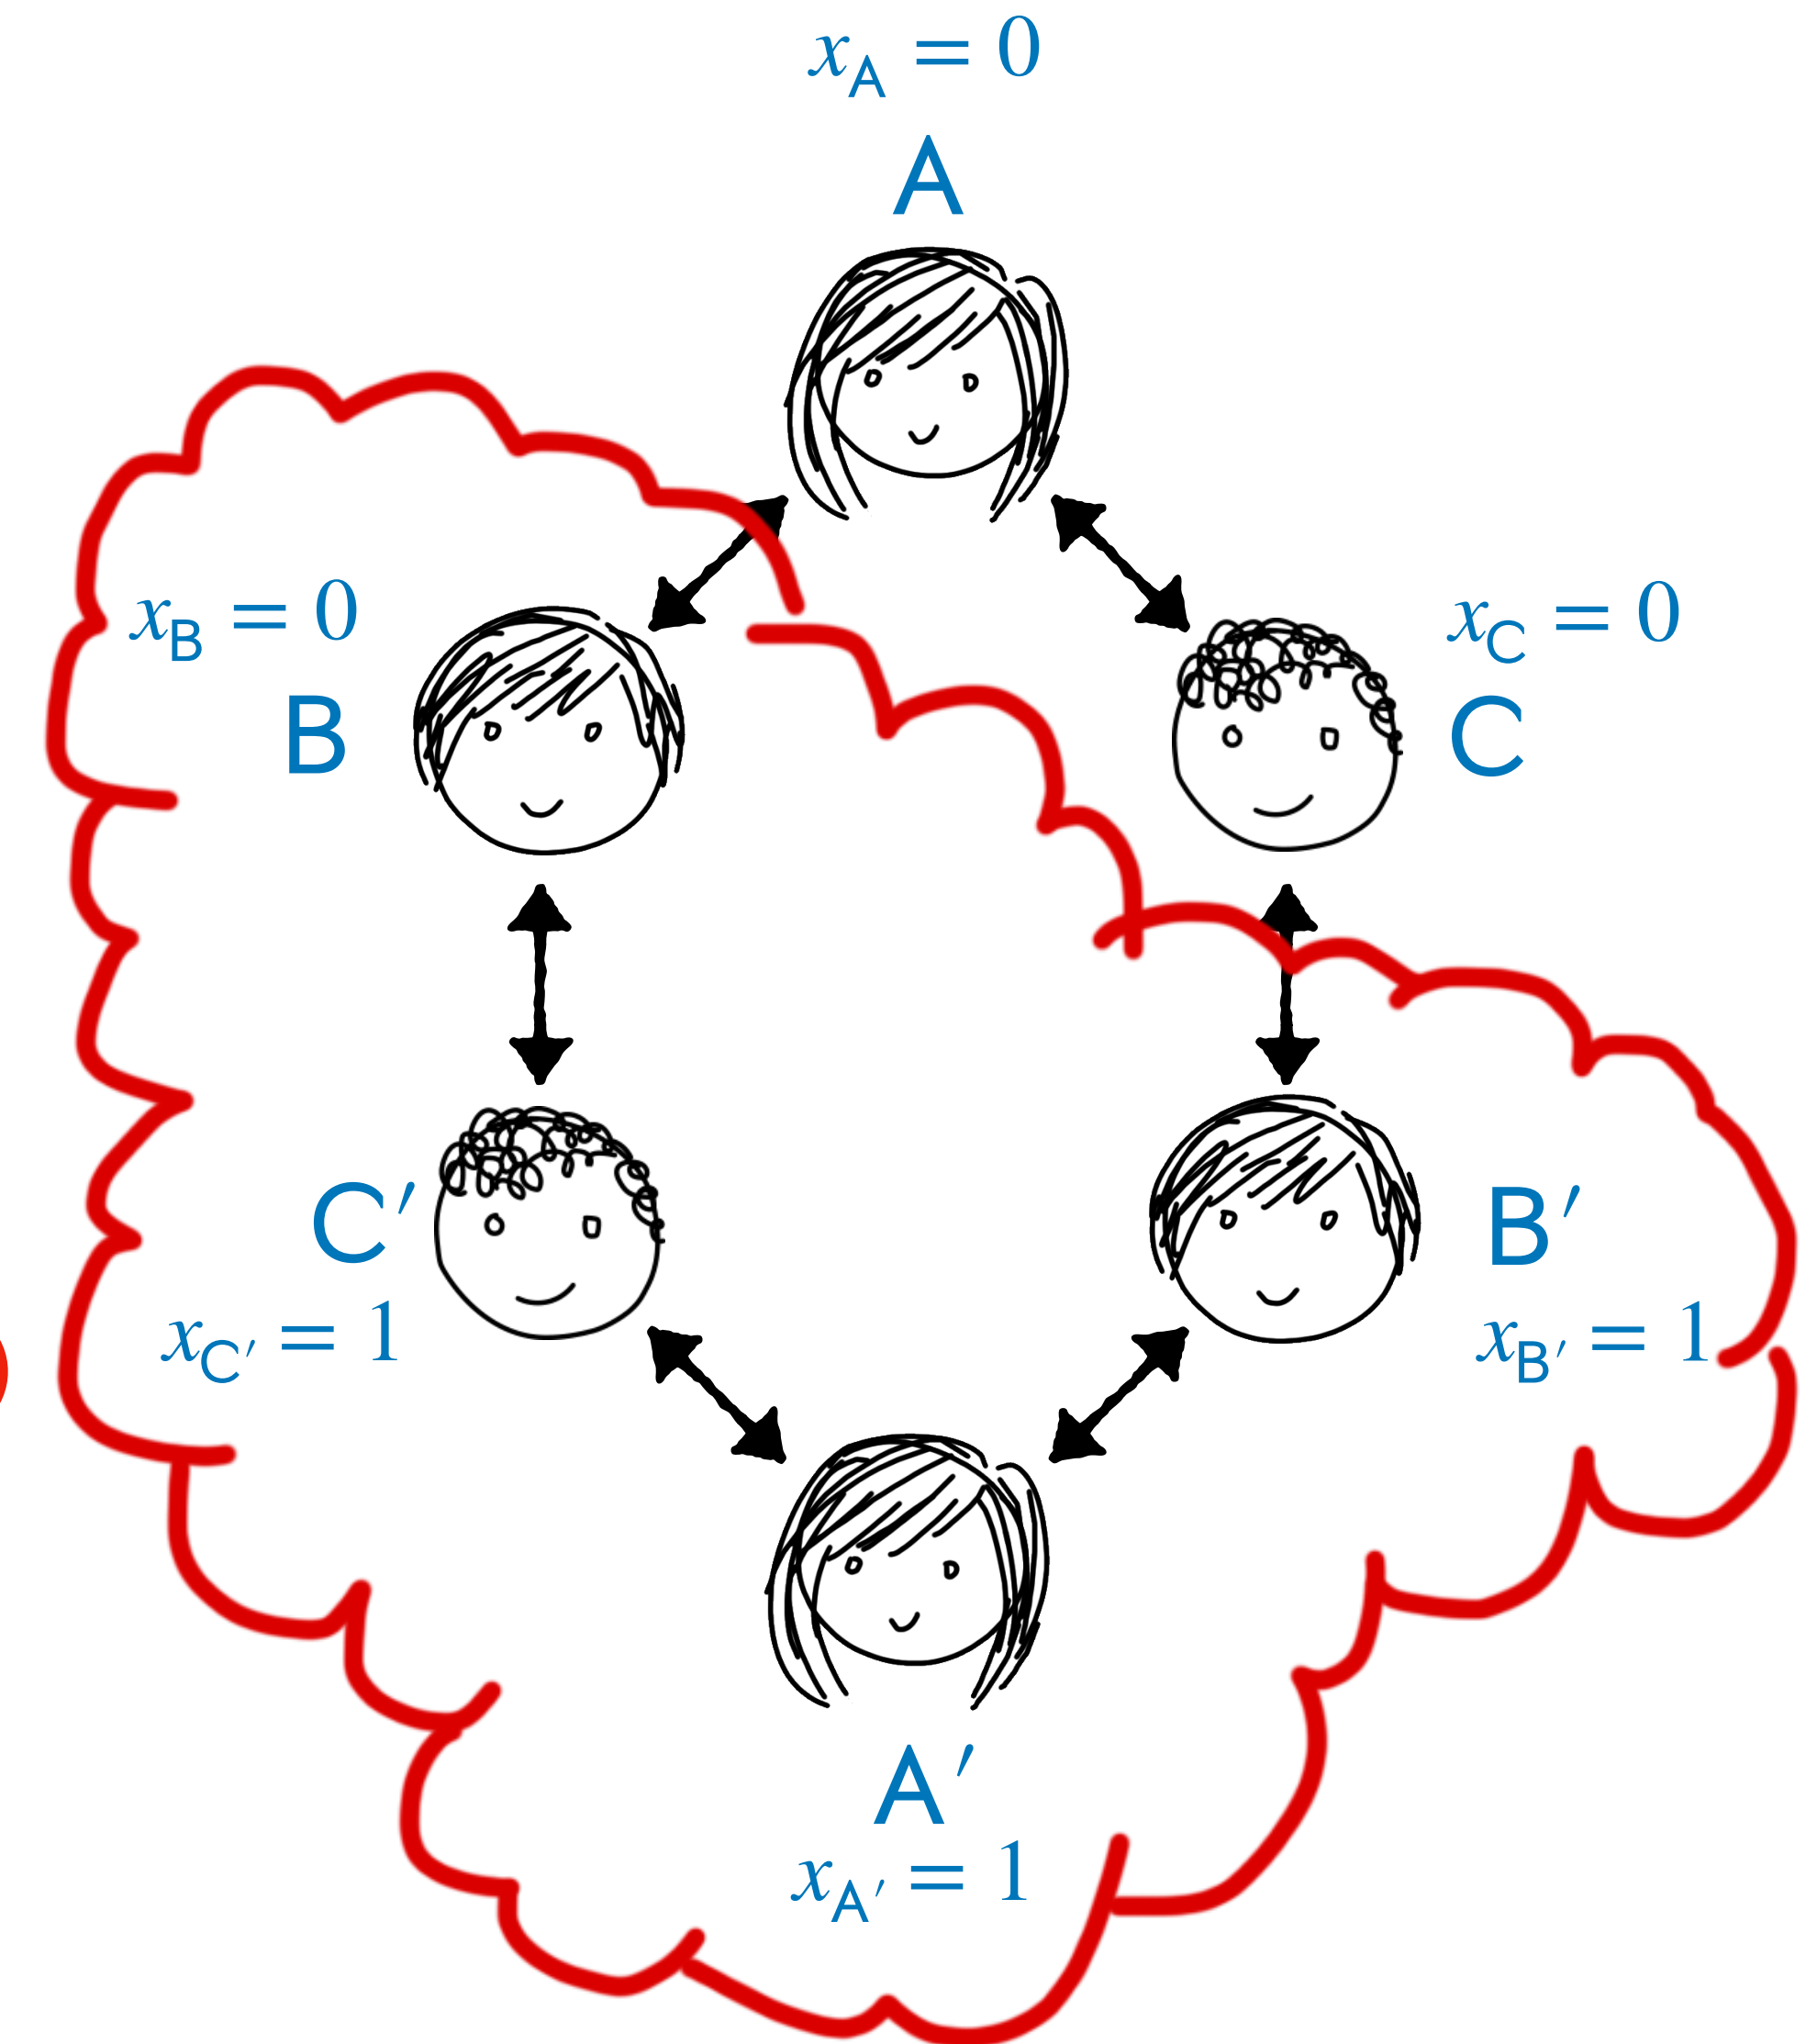 x_A = 0
A
x_B = 0
B
x_C = 0
C
C′
x_C′ = 1
B′
x_B′ = 1
A′
x_A′ = 1